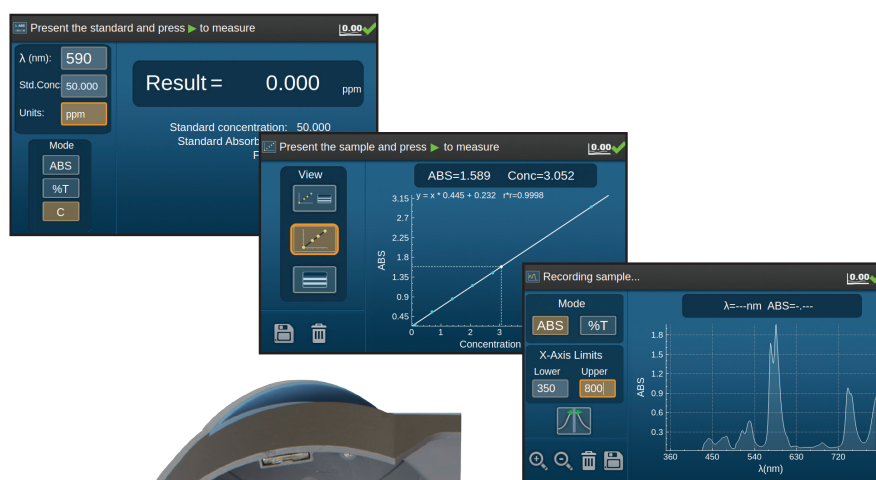 Present the standard and press ▶ to measure
0.00
λ (nm): 590
Std.Conc 50.000
Units: ppm
Mode
ABS
%T
C
Result = 0.000 ppm
Standard concentration: 50.000
Standard Absorb
F
Present the sample and press ▶ to measure
0.00
View
ABS=1.589 Conc=3.052
y = x * 0.445 + 0.232 r*r=0.9998
3.15
2.7
2.25
1.8
1.35
0.9
0.45
ABS
0 1 2 3
Concentration
Recording sample...
0.00
Mode
ABS %T
X-Axis Limits
Lower Upper
350 800
λ=---nm ABS=-.---
1.8
1.5
1.2
0.9
0.6
0.3
ABS
360 450 540 630 720
λ(nm)